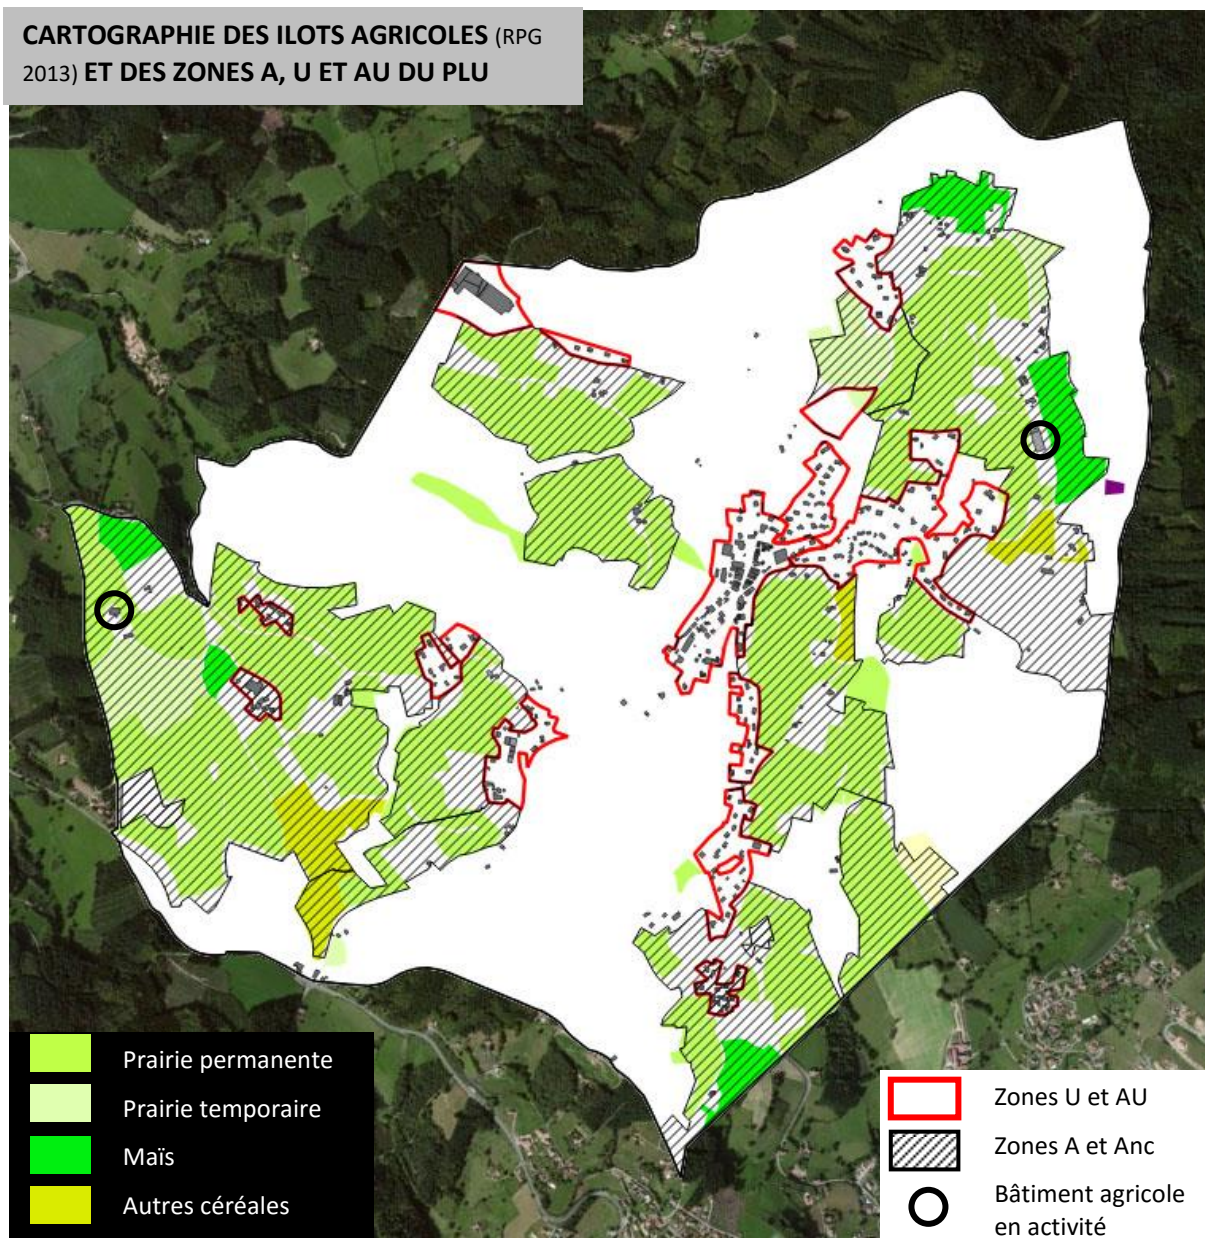 CARTOGRAPHIE DES ILOTS AGRICOLES (RPG
2013) ET DES ZONES A, U ET AU DU PLU
Prairie permanente
Prairie temporaire
Maïs
Autres céréales
Zones U et AU
Zones A et Anc
Bâtiment agricole
en activité